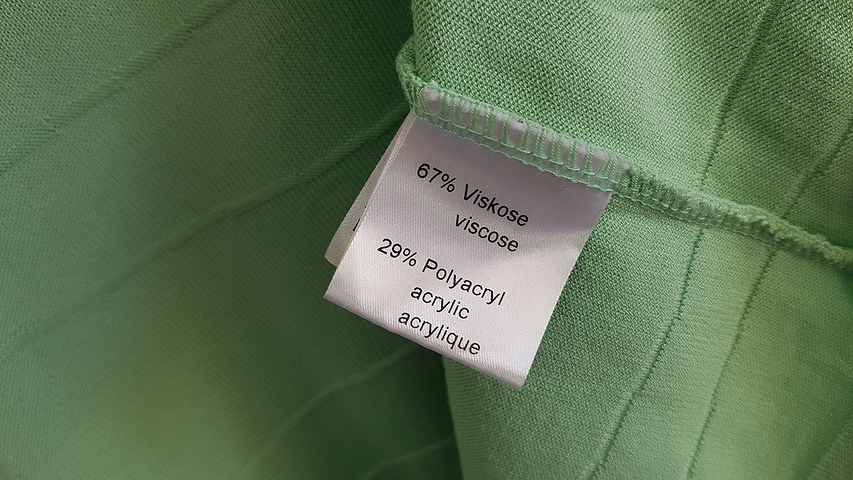 67% Viskose
viscose
29% Polyacryl
acrylic
acrylique